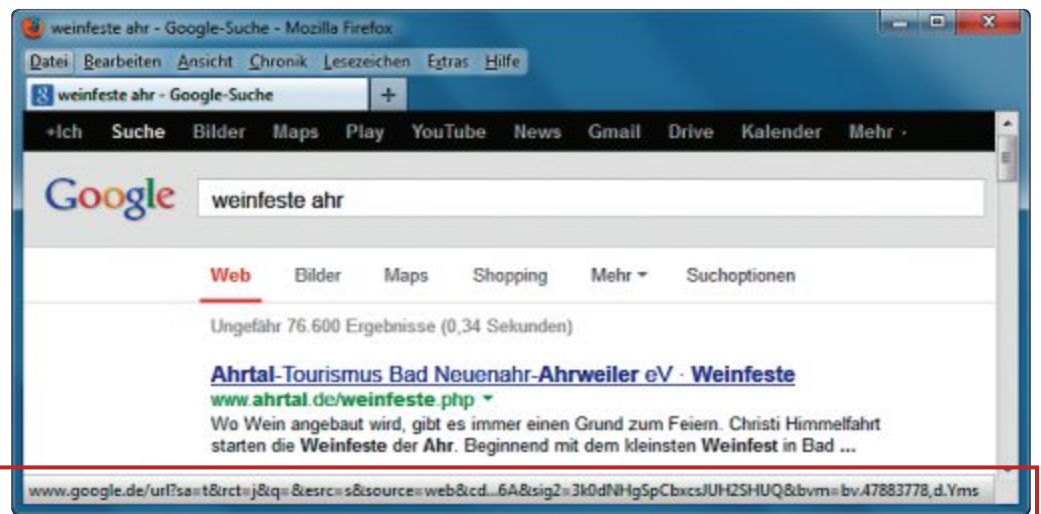 weinfeste ahr - Google-Suche - Mozilla Firefox
Datei Bearbeiten Ansicht Chronik Lesezeichen Extras Hilfe
weinfeste ahr - Google-Suche +
+Ich Suche Bilder Maps Play YouTube News Gmail Drive Kalender Mehr
Google weinfeste ahr
Web Bilder Maps Shopping Mehr Suchoptionen
Ungefähr 76.600 Ergebnisse (0,34 Sekunden)
Ahrtal-Tourismus Bad Neuenahr-Ahrweiler eV · Weinfeste
www.ahrtal.de/weinfeste.php
Wo Wein angebaut wird, gibt es immer einen Grund zum Feiern. Christi Himmelfahrt
starten die Weinfeste der Ahr. Beginnend mit dem kleinsten Weinfest in Bad ...
www.google.de/url?sa=t&rct=j&q=&esrc=s&source=web&cd...6A&sig2=3k0dNHgSpCbxcsJUH2SHUQ&bvm=bv.47883778,d.Yms